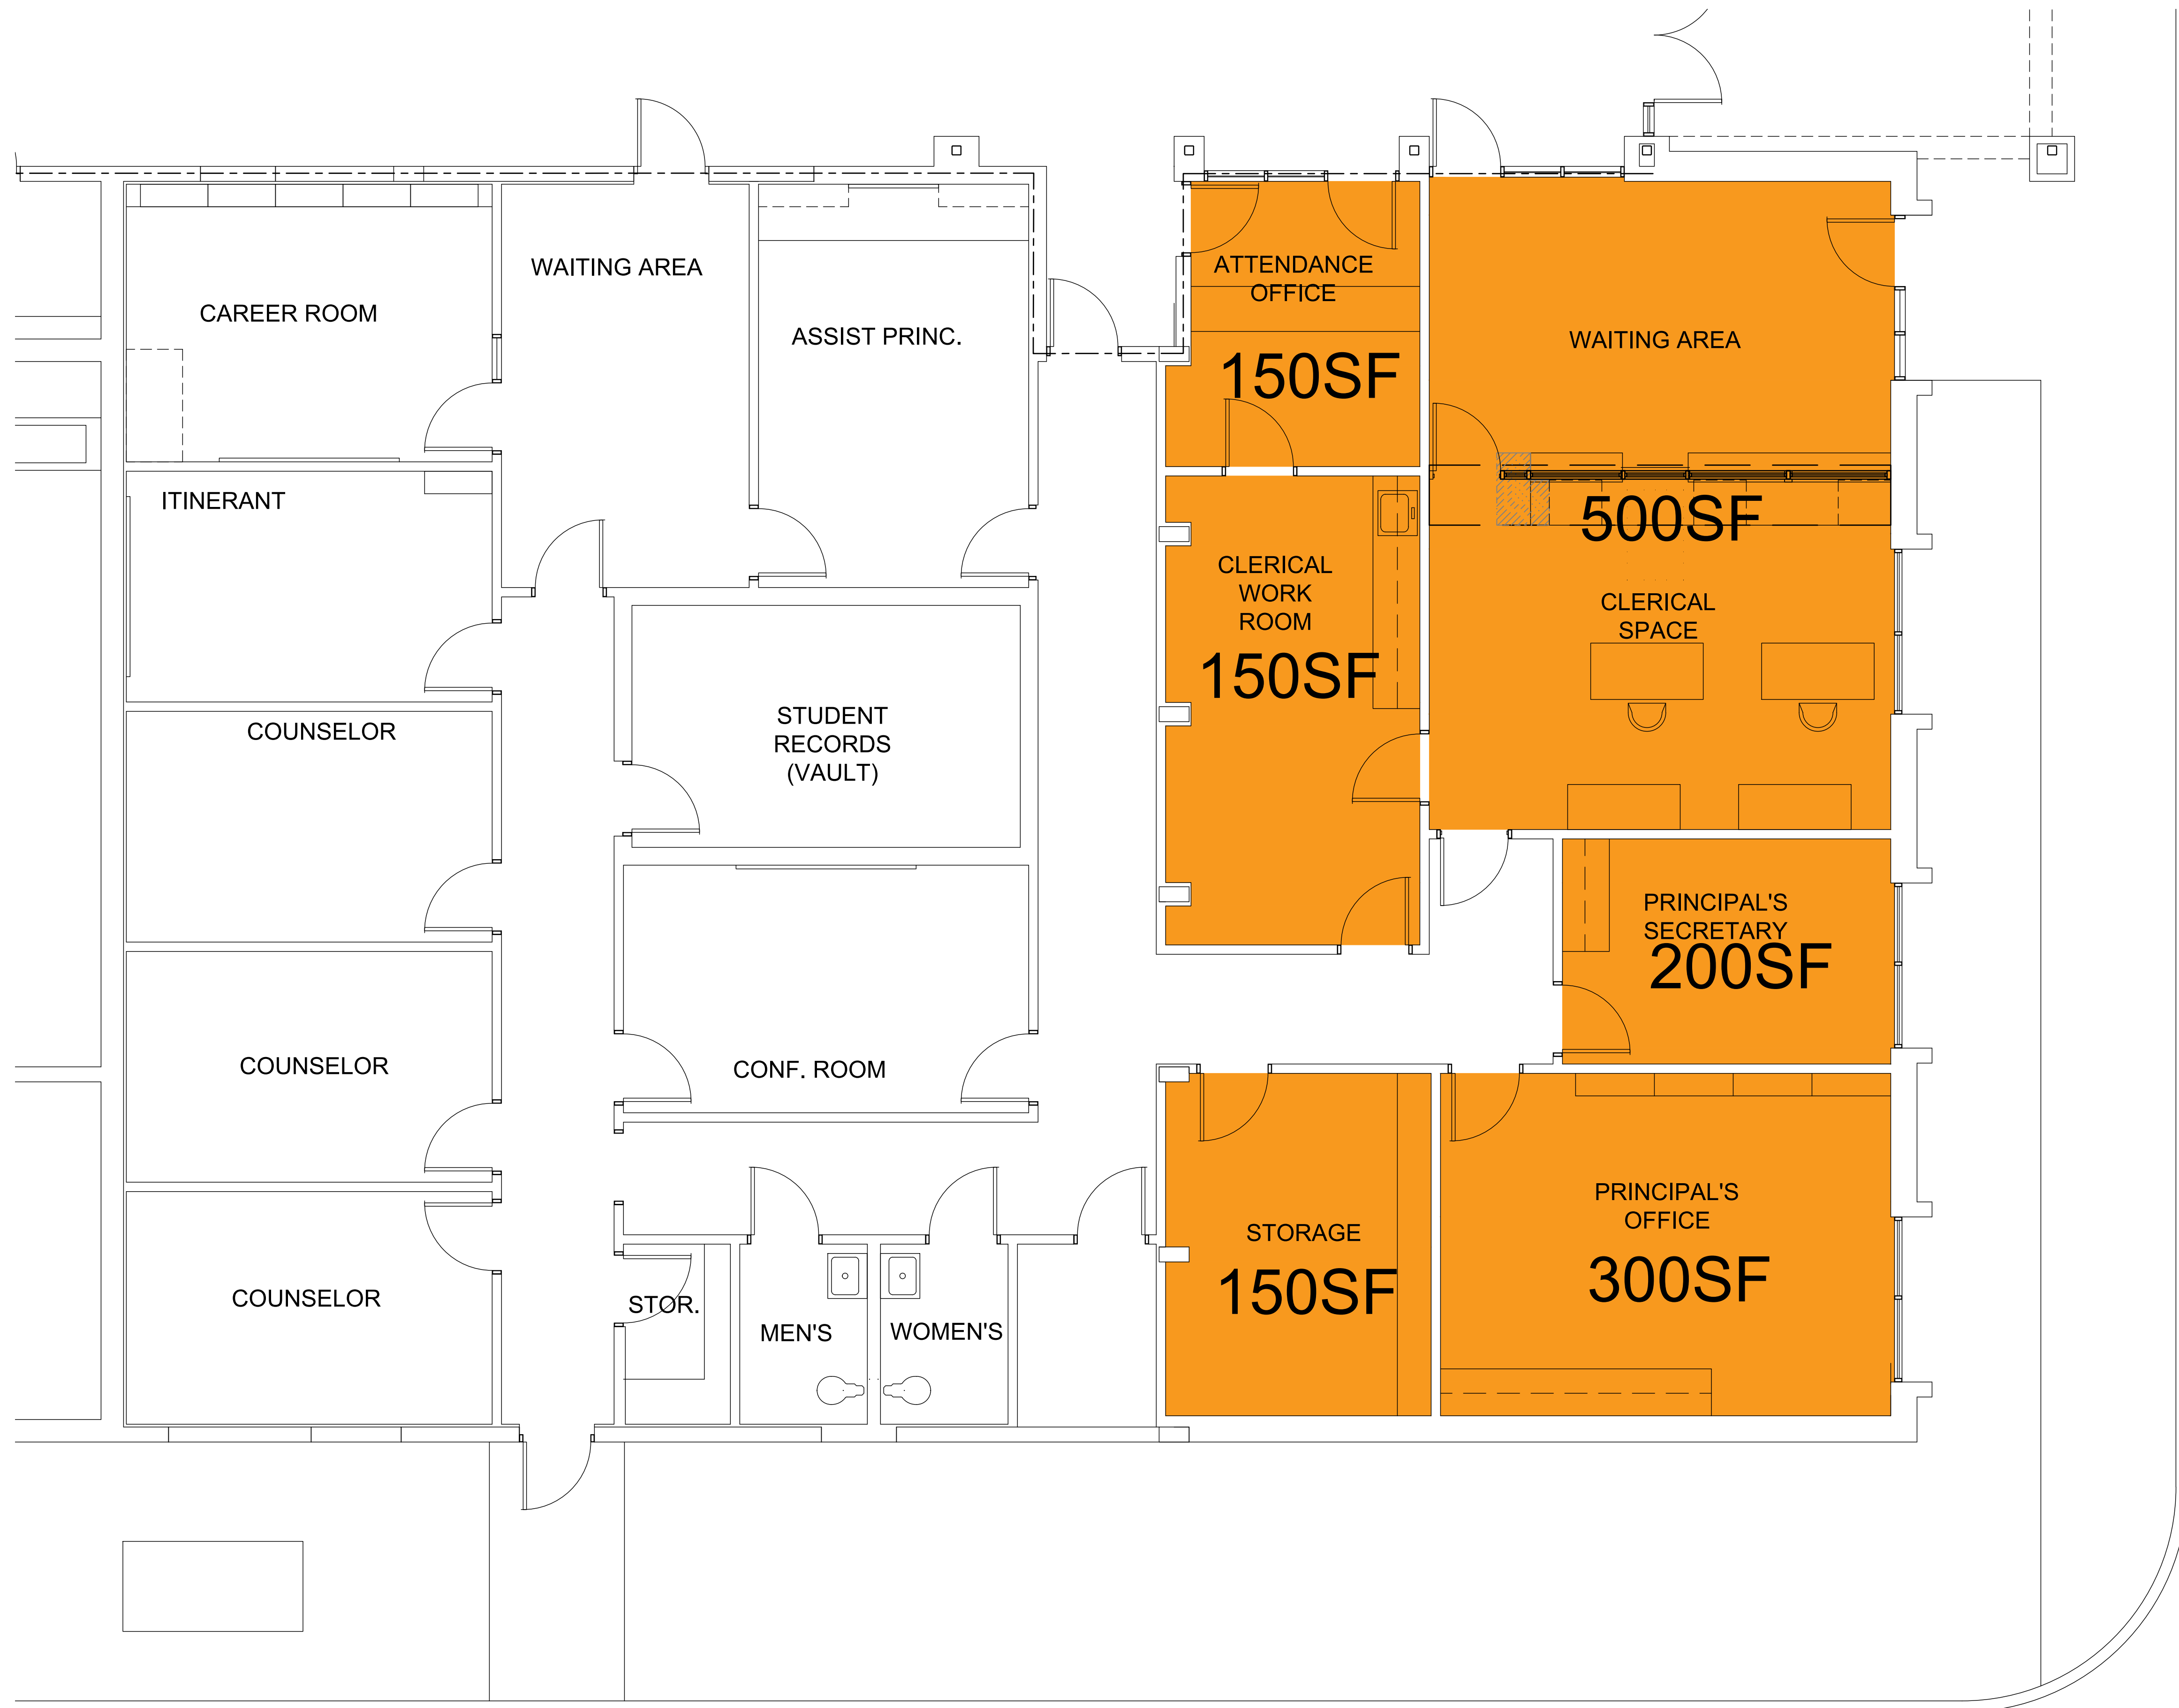 WAITING AREA
CAREER ROOM
ASSIST PRINC.
ATTENDANCE
OFFICE
150SF
WAITING AREA
ITINERANT
500SF
CLERICAL
WORK
ROOM
150SF
CLERICAL
SPACE
COUNSELOR
STUDENT
RECORDS
(VAULT)
PRINCIPAL'S
SECRETARY
200SF
COUNSELOR
CONF. ROOM
PRINCIPAL'S
OFFICE
300SF
STORAGE
150SF
COUNSELOR
STOR.
MEN'S
WOMEN'S